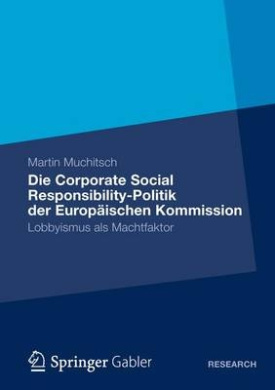 Martin Muchitsch
Die Corporate Social
Responsibility-Politik
der Europäischen Kommission
Lobbyismus als Machtfaktor
Springer Gabler
RESEARCH